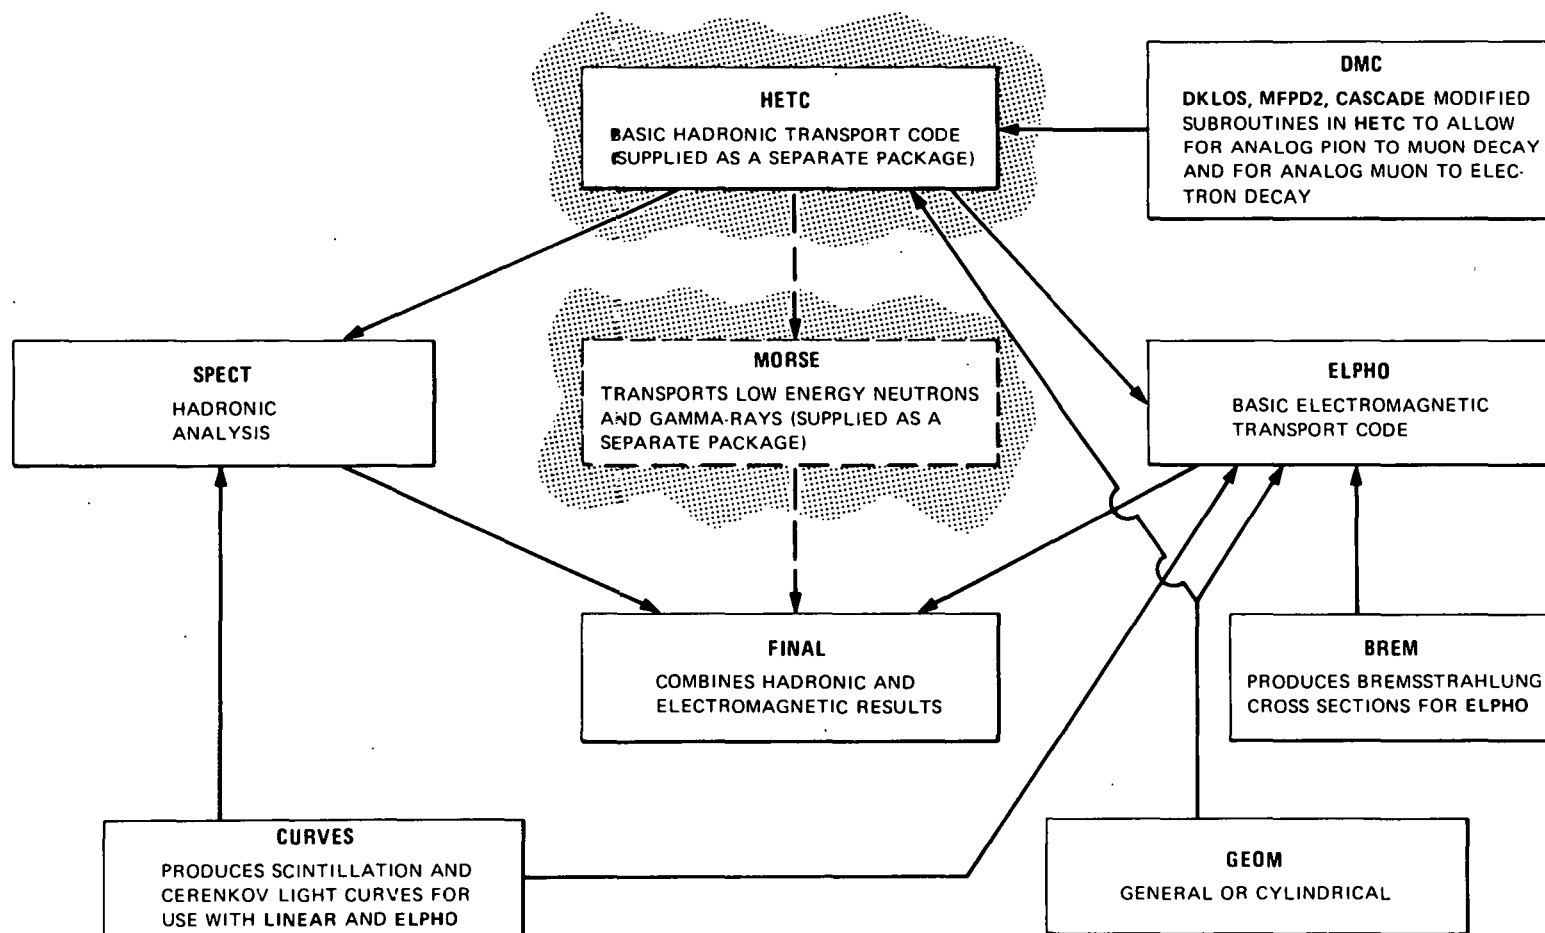 HETC
BASIC HADRONIC TRANSPORT CODE
(SUPPLIED AS A SEPARATE PACKAGE)
DMC
DKLOS, MFPD2, CASCADE MODIFIED
SUBROUTINES IN HETC TO ALLOW
FOR ANALOG PION TO MUON DECAY
AND FOR ANALOG MUON TO ELEC-
TRON DECAY
SPECT
HADRONIC
ANALYSIS
MORSE
TRANSPORTS LOW ENERGY NEUTRONS
AND GAMMA-RAYS (SUPPLIED AS A
SEPARATE PACKAGE)
ELPHO
BASIC ELECTROMAGNETIC
TRANSPORT CODE
FINAL
COMBINES HADRONIC AND
ELECTROMAGNETIC RESULTS
BREM
PRODUCES BREMSSTRAHLUNG
CROSS SECTIONS FOR ELPHO
CURVES
PRODUCES SCINTILLATION AND
CERENKOV LIGHT CURVES FOR
USE WITH LINEAR AND ELPHO
GEOM
GENERAL OR CYLINDRICAL